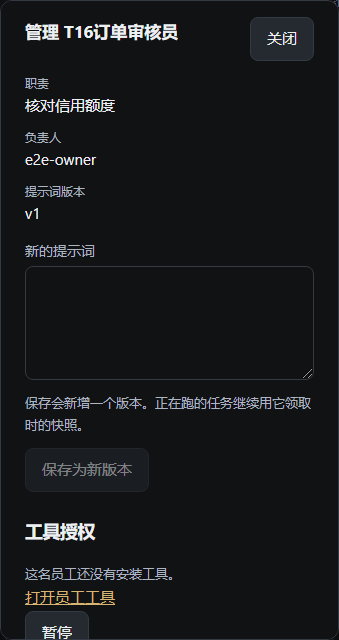 管理 T16订单审核员
关闭
职责
核对信用额度
负责人
e2e-owner
提示词版本
v1
新的提示词
保存会新增一个版本。正在跑的任务继续用它领取
时的快照。
保存为新版本
工具授权
这名员工还没有安装工具。
打开员工工具
暂停